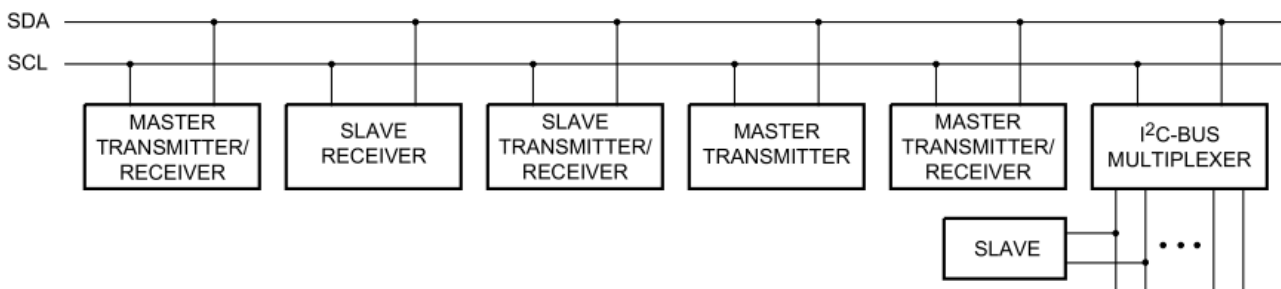 SDA
SCL
MASTER
TRANSMITTER/
RECEIVER
SLAVE
RECEIVER
SLAVE
TRANSMITTER/
RECEIVER
MASTER
TRANSMITTER
MASTER
TRANSMITTER/
RECEIVER
I²C-BUS
MULTIPLEXER
SLAVE